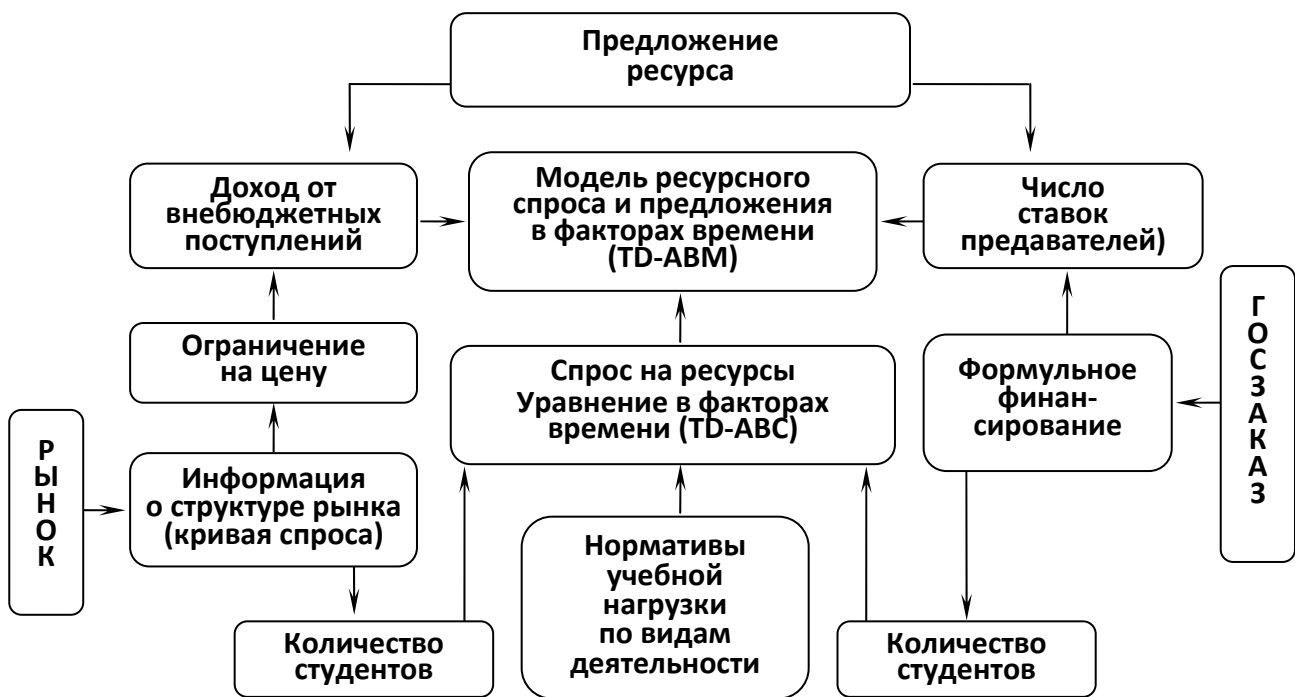 Предложение
ресурса
Доход от
внебюджетных
поступлений
Модель ресурсного
спроса и предложения
в факторах времени
(TD-ABM)
Число
ставок
предавателей)
Ограничение
на цену
Спрос на ресурсы
Уравнение в факторах
времени (TD-ABC)
Формульное
финан-
сирование
ГОСЗАКАЗ
РЫНОК
Информация
о структуре рынка
(кривая спроса)
Нормативы
учебной
нагрузки
по видам
деятельности
Количество
студентов
Количество
студентов